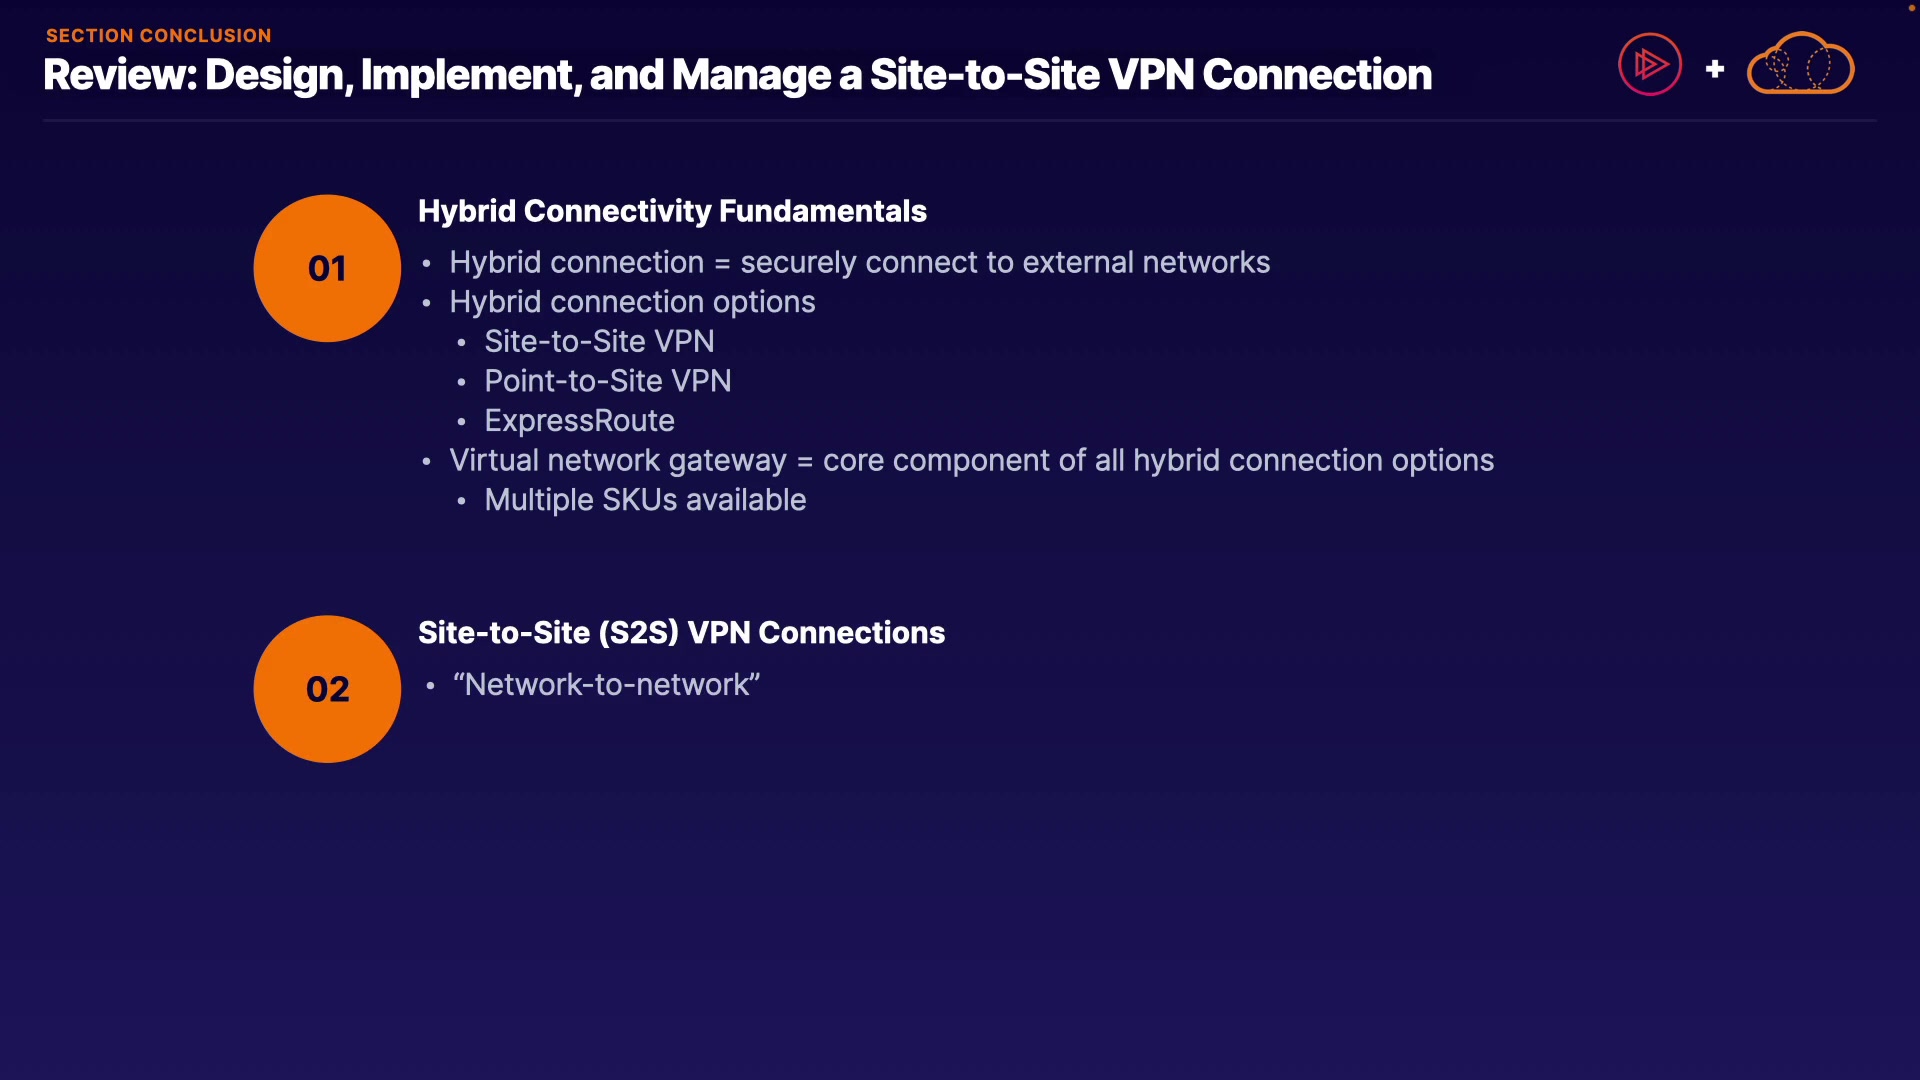 SECTION CONCLUSION
Review: Design, Implement, and Manage a Site-to-Site VPN Connection
+
01
Hybrid Connectivity Fundamentals
• Hybrid connection = securely connect to external networks
• Hybrid connection options
• Site-to-Site VPN
• Point-to-Site VPN
• ExpressRoute
• Virtual network gateway = core component of all hybrid connection options
• Multiple SKUs available
02
Site-to-Site (S2S) VPN Connections
• “Network-to-network”